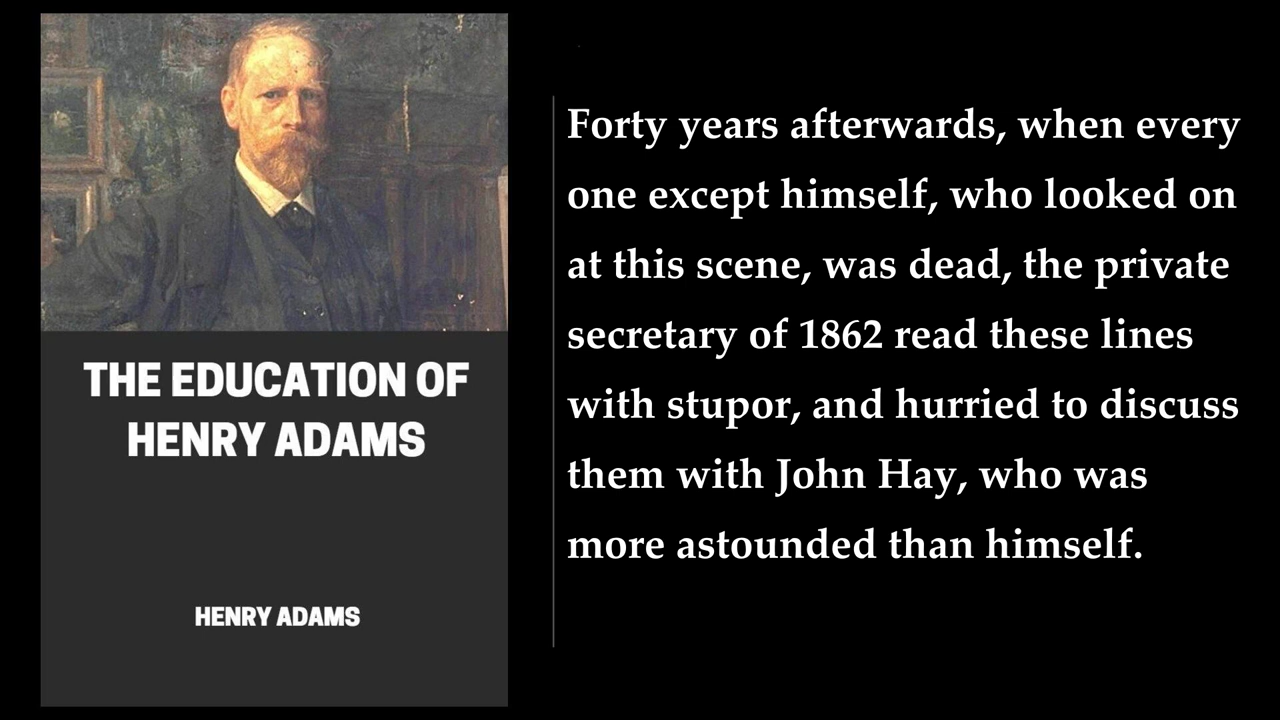 THE EDUCATION OF
HENRY ADAMS
HENRY ADAMS
Forty years afterwards, when every
one except himself, who looked on
at this scene, was dead, the private
secretary of 1862 read these lines
with stupor, and hurried to discuss
them with John Hay, who was
more astounded than himself.